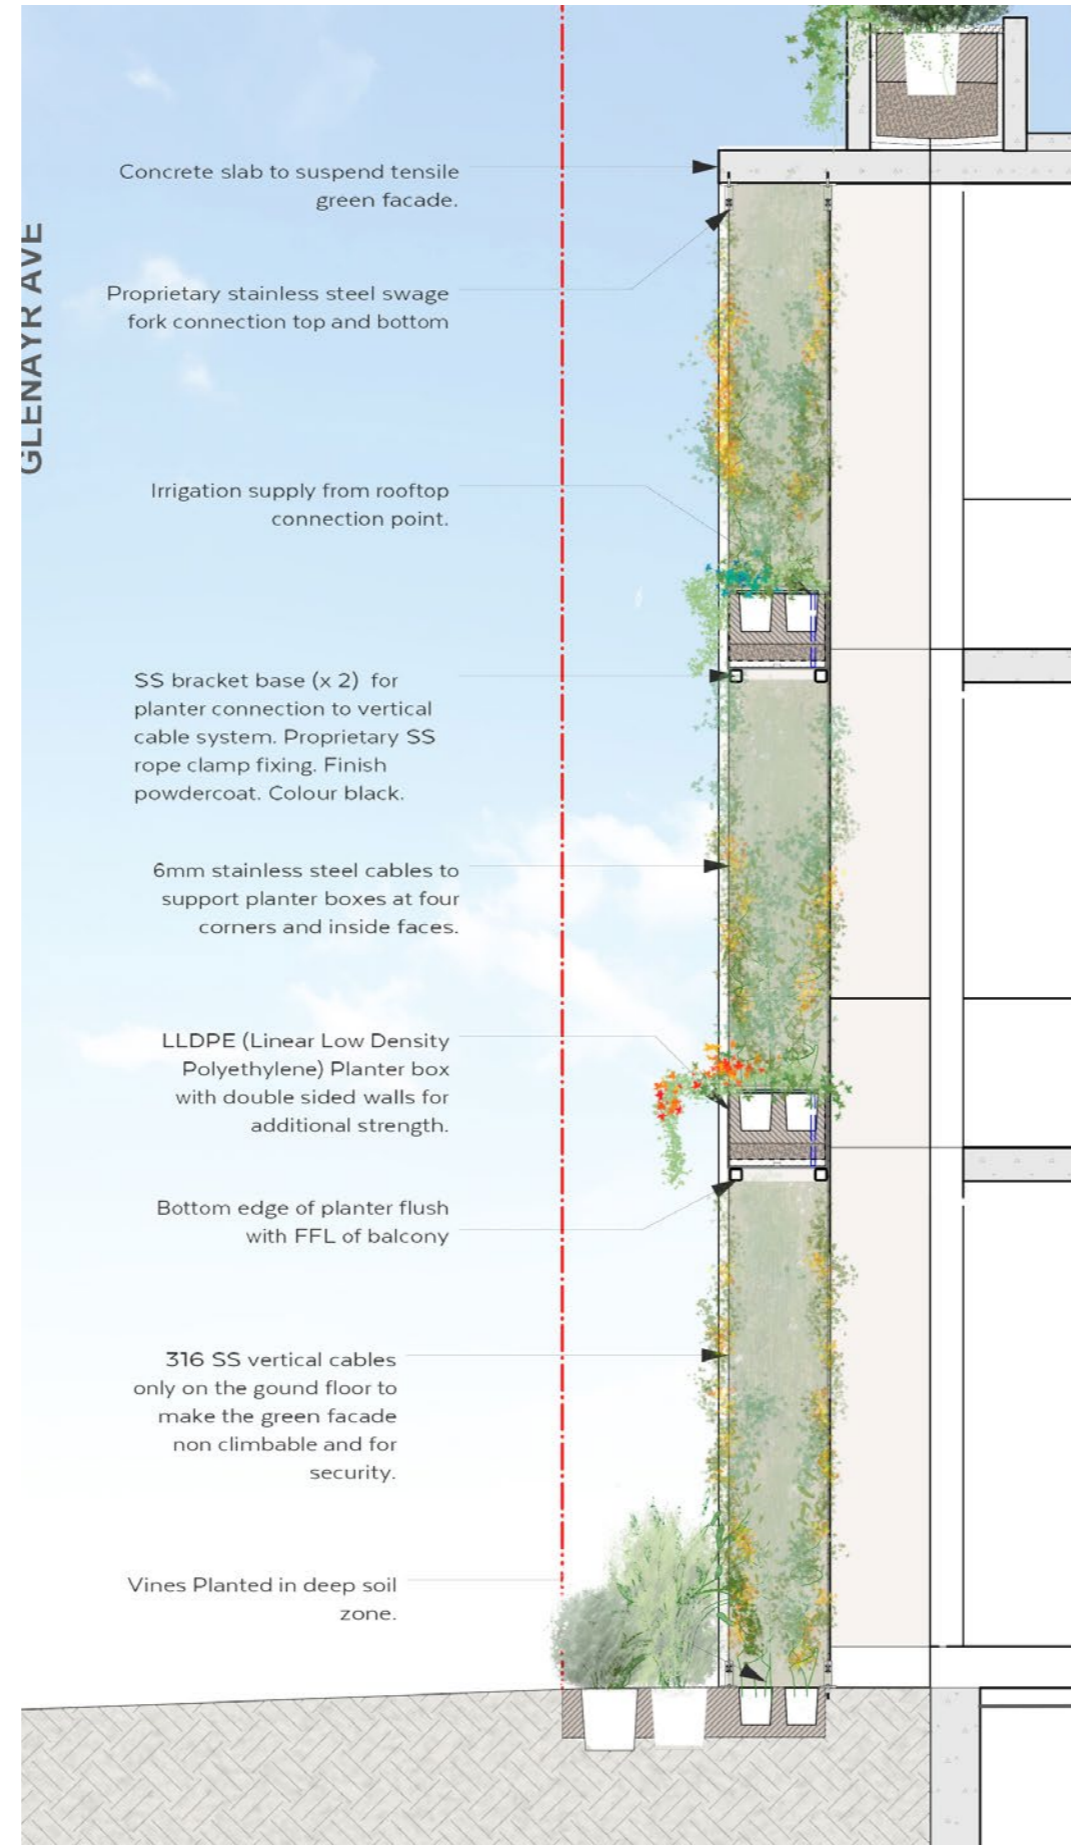 Concrete slab to suspend tensile
green facade.
GLENAYR AVE
Proprietary stainless steel swage
fork connection top and bottom
Irrigation supply from rooftop
connection point.
SS bracket base (x 2) for
planter connection to vertical
cable system. Proprietary SS
rope clamp fixing. Finish
powdercoat. Colour black.
6mm stainless steel cables to
support planter boxes at four
corners and inside faces.
LLDPE (Linear Low Density
Polyethylene) Planter box
with double sided walls for
additional strength.
Bottom edge of planter flush
with FFL of balcony
316 SS vertical cables
only on the gound floor to
make the green facade
non climbable and for
security.
Vines Planted in deep soil
zone.